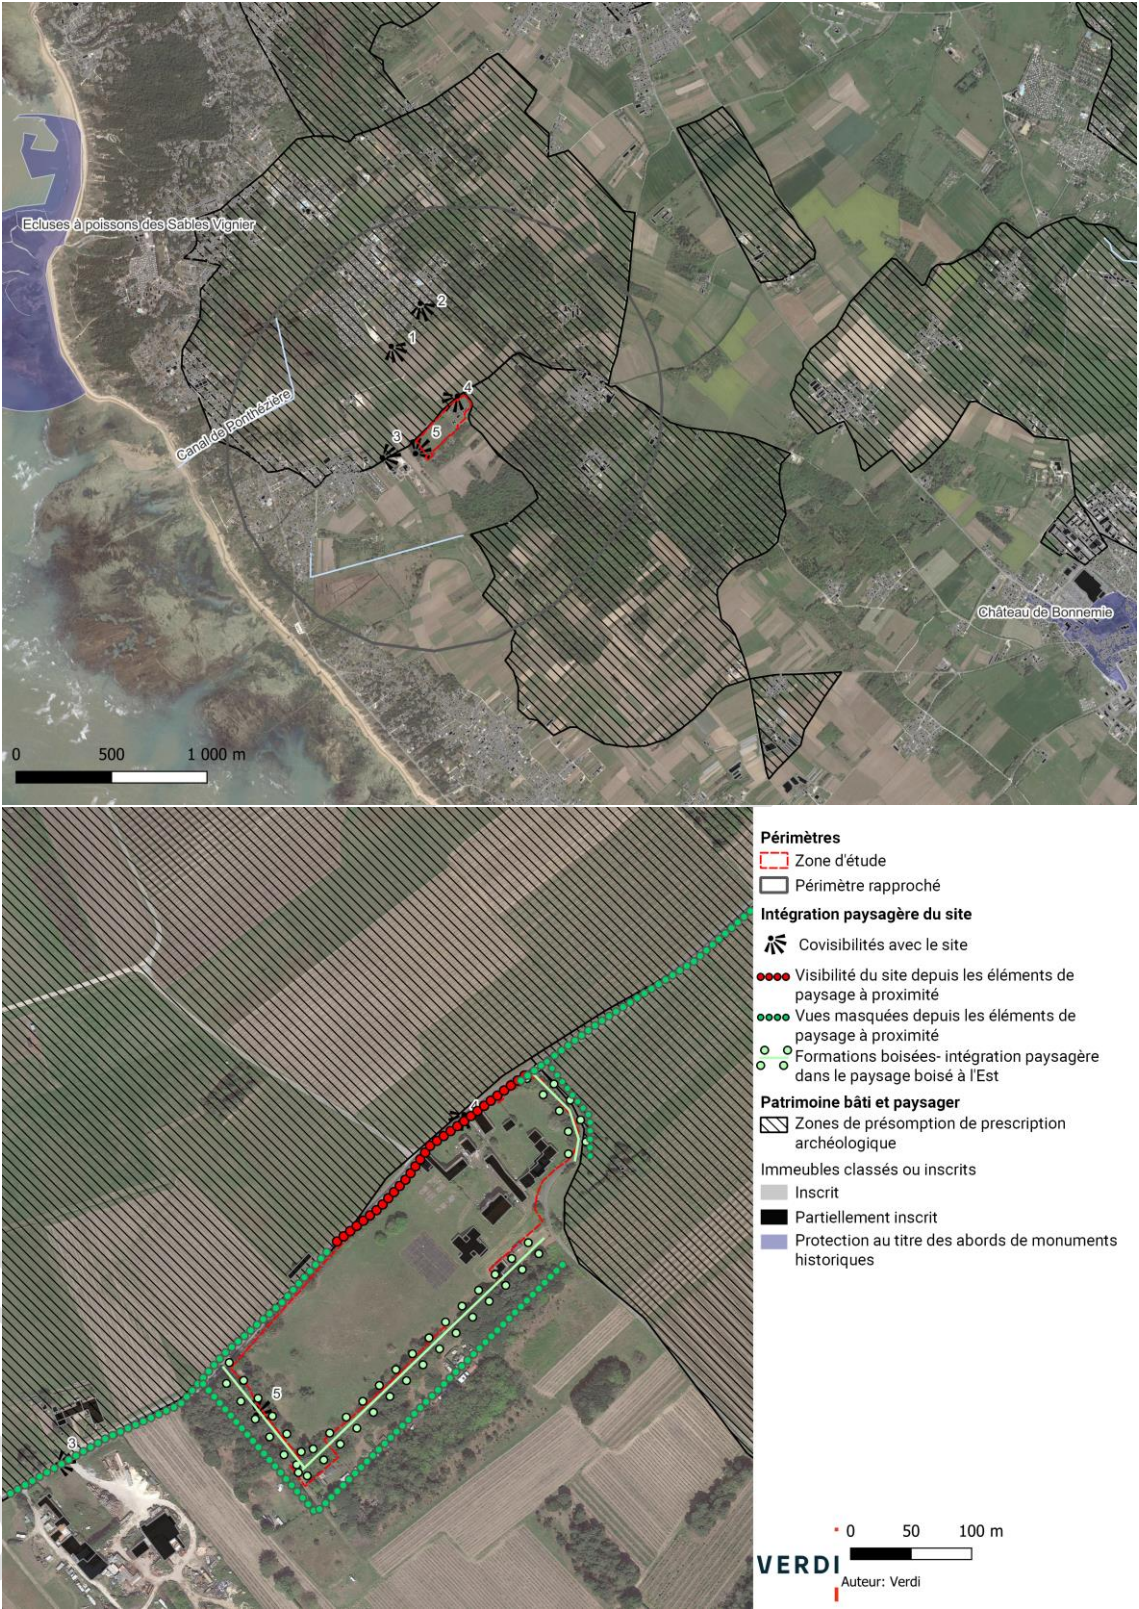 Ecluses à poissons des Sables Vignier
2
1
4
Canal de Ponthézière
3
5
Château de Bonnemie
0 500 1 000 m
Périmètres
Zone d'étude
Périmètre rapproché
Intégration paysagère du site
Covisibilités avec le site
Visibilité du site depuis les éléments de
paysage à proximité
Vues masquées depuis les éléments de
paysage à proximité
Formations boisées- intégration paysagère
dans le paysage boisé à l'Est
Patrimoine bâti et paysager
Zones de présomption de prescription
archéologique
Immeubles classés ou inscrits
Inscrit
Partiellement inscrit
Protection au titre des abords de monuments
historiques
4
5
3
0 50 100 m
VERDI
Auteur: Verdi